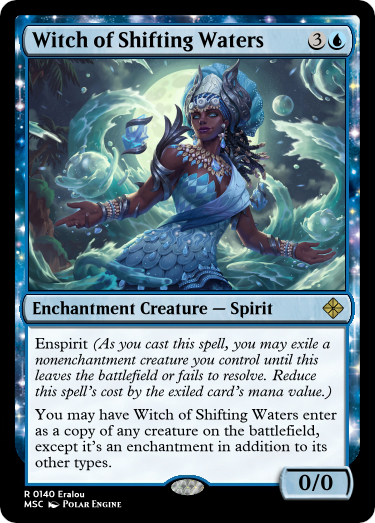 Witch of Shifting Waters 3
Enchantment Creature — Spirit
Enspirit (As you cast this spell, you may exile a
nonenchantment creature you control until this
leaves the battlefield or fails to resolve. Reduce
this spell's cost by the exiled card's mana value.)
You may have Witch of Shifting Waters enter
as a copy of any creature on the battlefield,
except it's an enchantment in addition to its
other types.
0/0
R 0140 Eralou
MSC Polar Engine